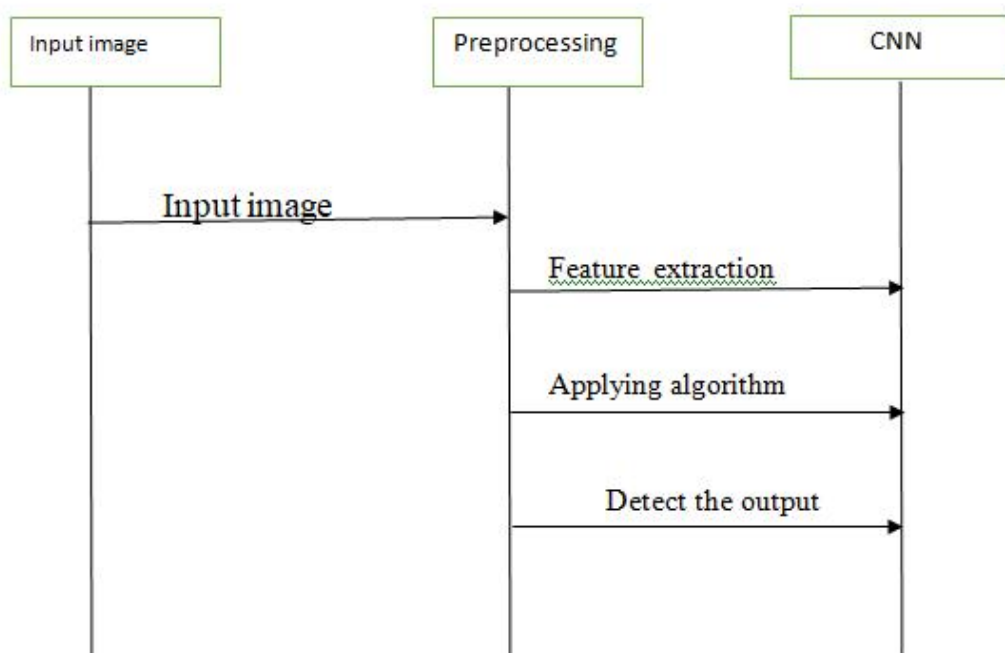 Input image
Preprocessing
CNN
Input image
Feature extraction
Applying algorithm
Detect the output